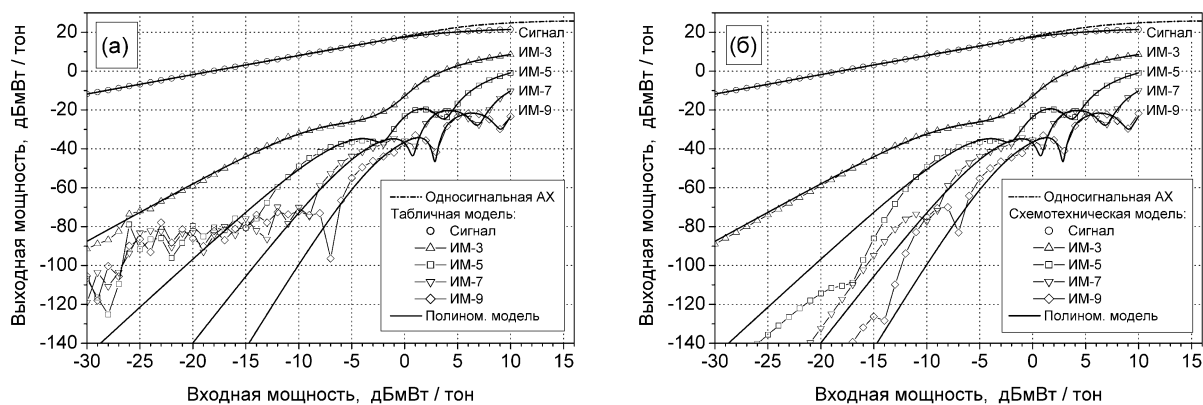 (а)
Выходная мощность, дБмВт / тон
20
0
-20
-40
-60
-80
-100
-120
-140
Сигнал
ИМ-3
ИМ-5
ИМ-7
ИМ-9
Односигнальная АХ
Табличная модель:
Сигнал
ИМ-3
ИМ-5
ИМ-7
ИМ-9
Полином. модель
-30 -25 -20 -15 -10 -5 0 5 10 15
Входная мощность, дБмВт / тон
(б)
Выходная мощность, дБмВт / тон
20
0
-20
-40
-60
-80
-100
-120
-140
Сигнал
ИМ-3
ИМ-5
ИМ-7
ИМ-9
Односигнальная АХ
Схемотехническая модель:
Сигнал
ИМ-3
ИМ-5
ИМ-7
ИМ-9
Полином. модель
-30 -25 -20 -15 -10 -5 0 5 10 15
Входная мощность, дБмВт / тон